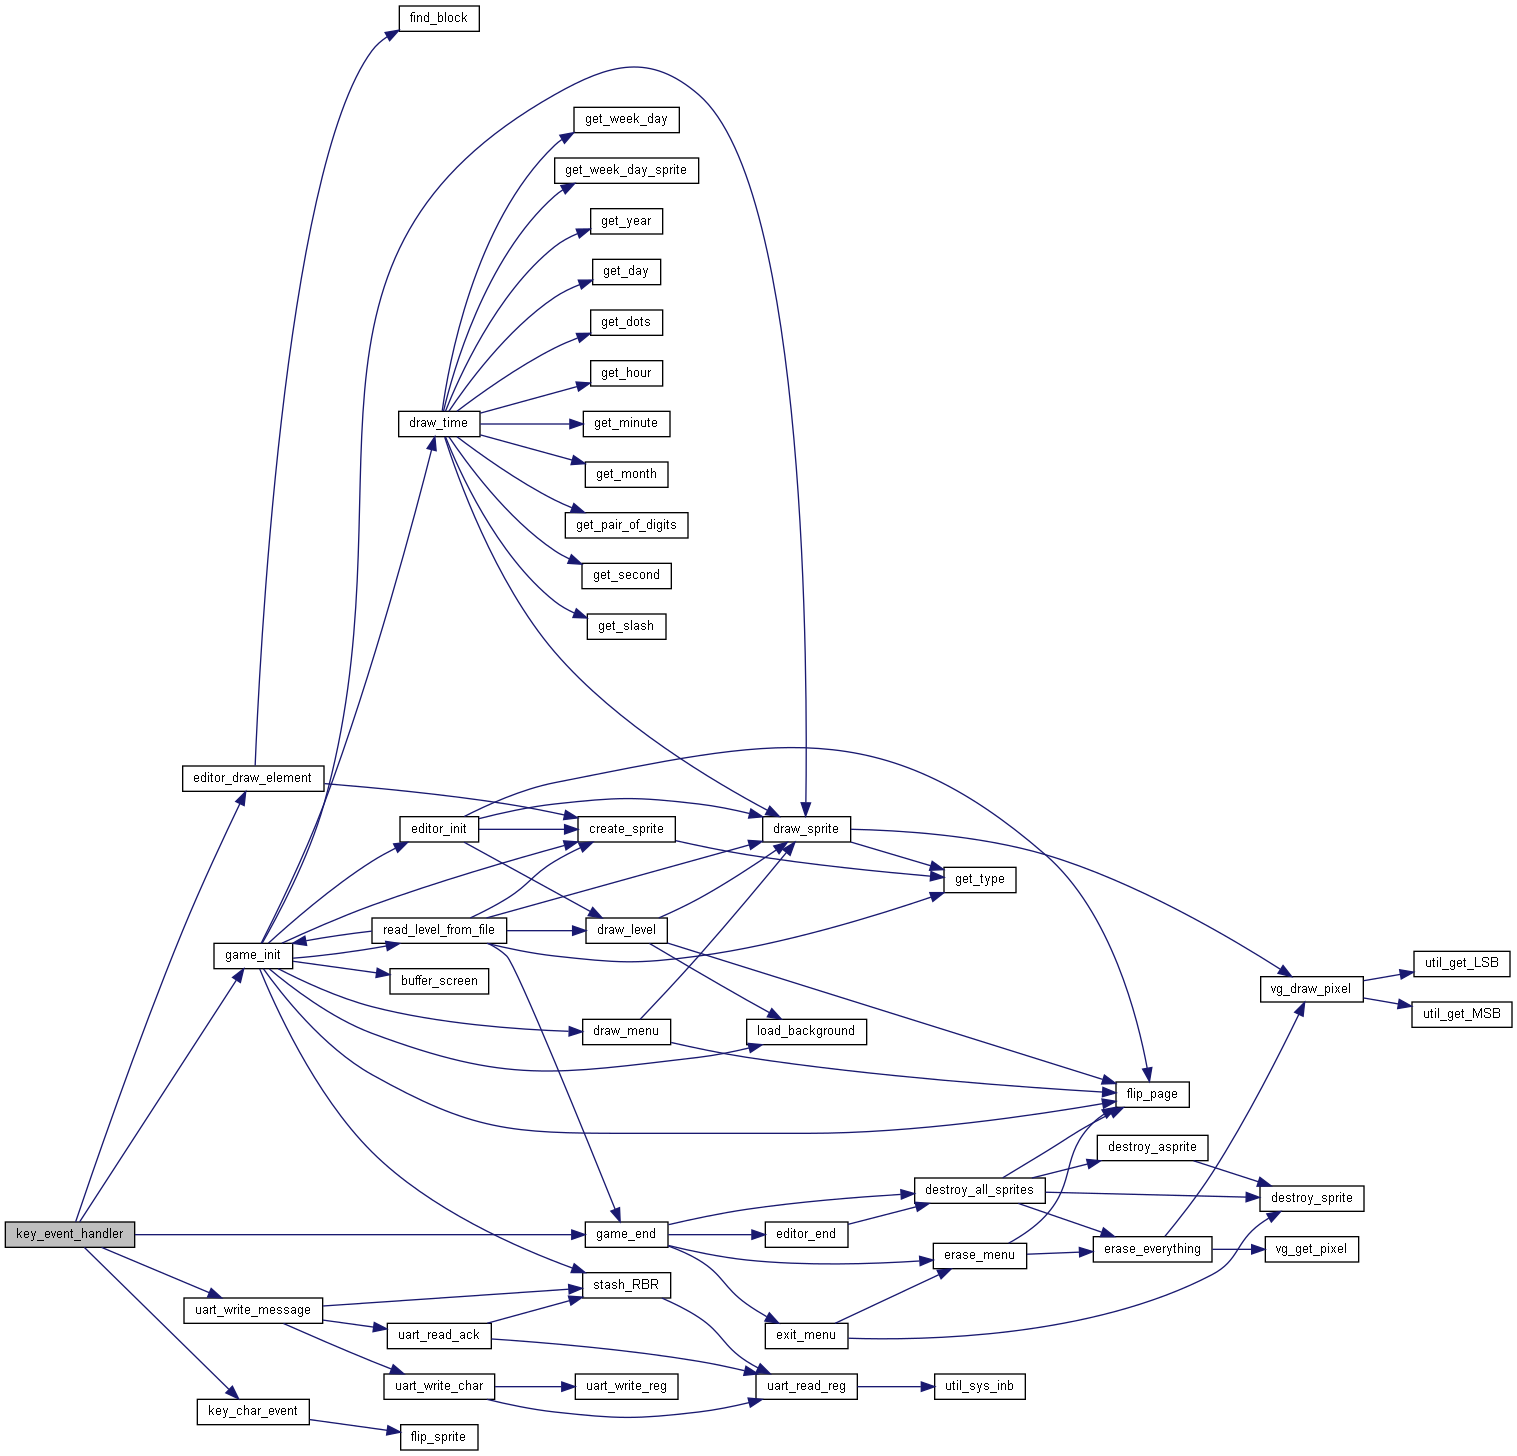 find_block
get_week_day
get_week_day_sprite
get_year
get_day
get_dots
get_hour
draw_time
get_minute
get_month
get_pair_of_digits
get_second
get_slash
editor_draw_element
editor_init
create_sprite
draw_sprite
get_type
read_level_from_file
draw_level
game_init
buffer_screen
util_get_LSB
vg_draw_pixel
util_get_MSB
draw_menu
load_background
flip_page
destroy_asprite
destroy_all_sprites
destroy_sprite
key_event_handler
game_end
editor_end
erase_menu
erase_everything
vg_get_pixel
stash_RBR
uart_write_message
uart_read_ack
exit_menu
uart_write_char
uart_write_reg
uart_read_reg
util_sys_inb
key_char_event
flip_sprite